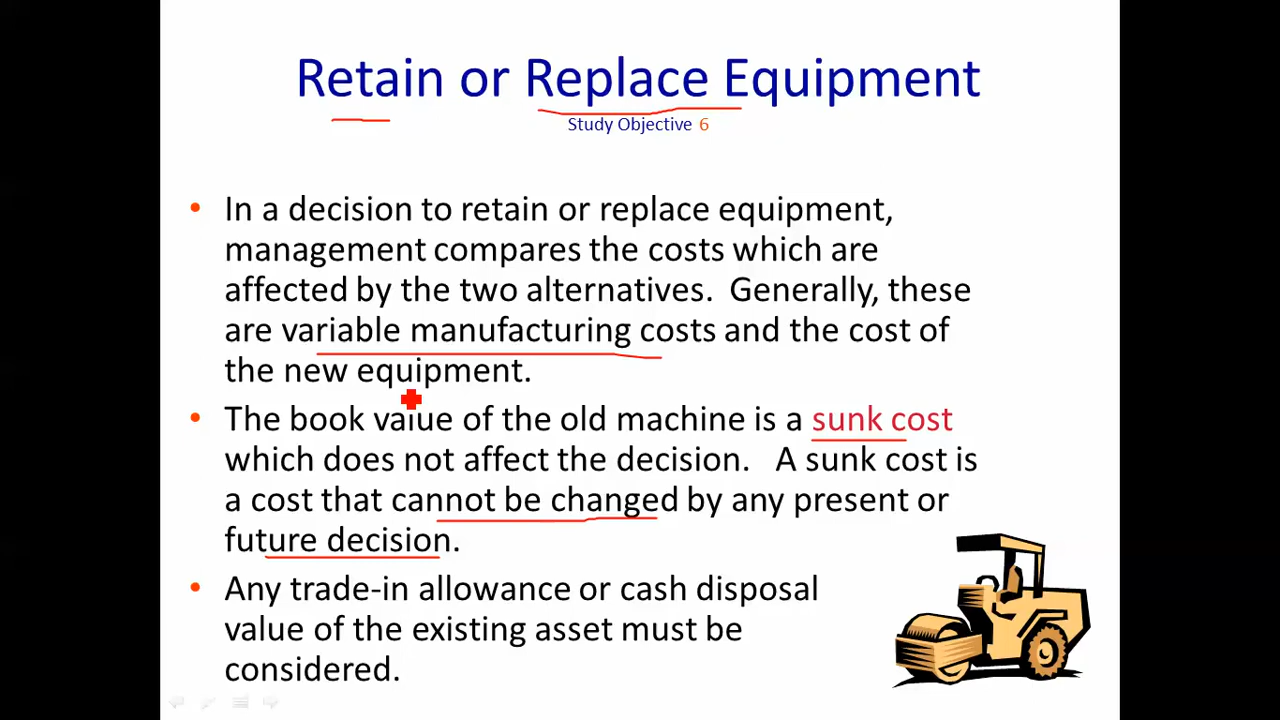 Retain or Replace Equipment
Study Objective 6
• In a decision to retain or replace equipment,
management compares the costs which are
affected by the two alternatives. Generally, these
are variable manufacturing costs and the cost of
the new equipment.
• The book value of the old machine is a sunk cost
which does not affect the decision. A sunk cost is
a cost that cannot be changed by any present or
future decision.
• Any trade-in allowance or cash disposal
value of the existing asset must be
considered.